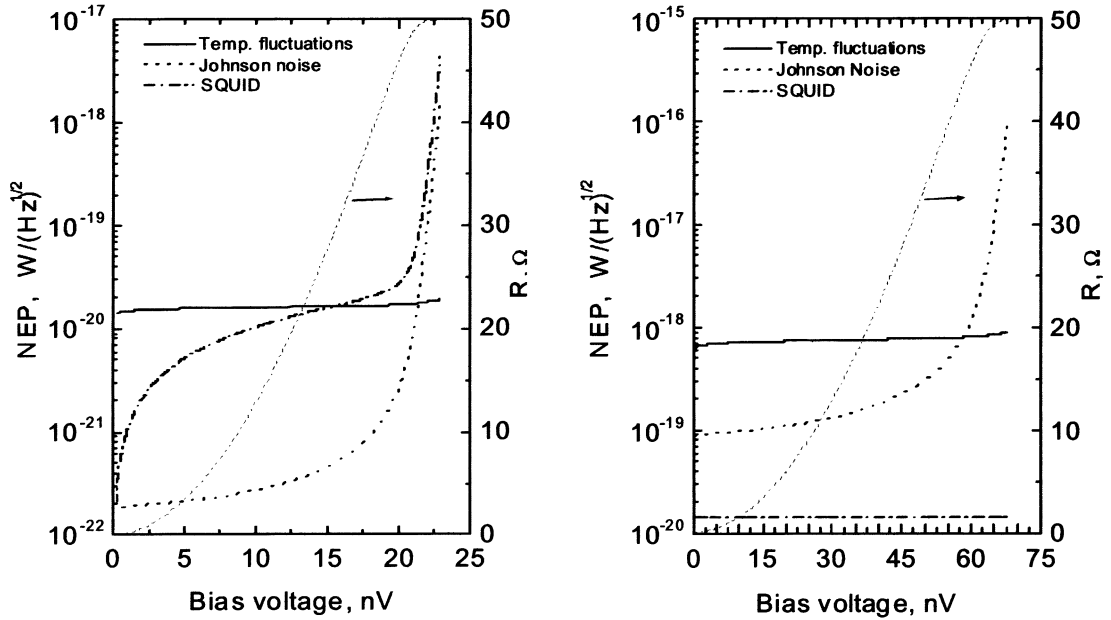 10-17
10-18
10-19
10-20
10-21
10-22
NEP, W/(Hz)1/2
Temp. fluctuations
Johnson noise
SQUID
50
40
30
20
10
0
R, Ω
0 5 10 15 20 25
Bias voltage, nV
10-15
10-16
10-17
10-18
10-19
10-20
NEP, W/(Hz)1/2
Temp. fluctuations
Johnson Noise
SQUID
50
40
30
20
10
0
R, Ω
0 15 30 45 60 75
Bias voltage, nV